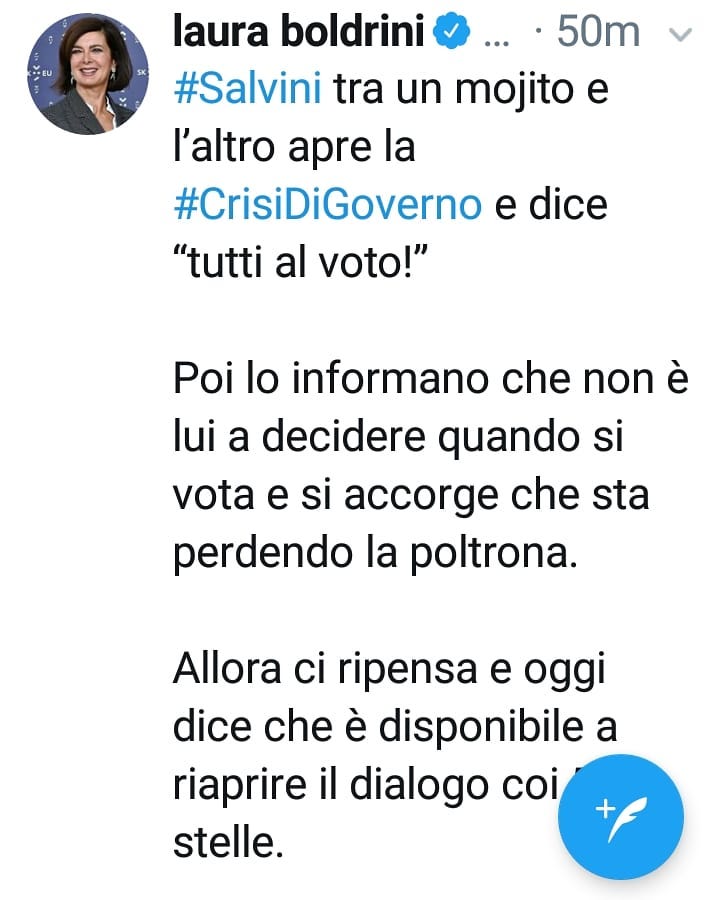 laura boldrini ... · 50m
#Salvini tra un mojito e
l’altro apre la
#CrisiDiGoverno e dice
“tutti al voto!”
Poi lo informano che non è
lui a decidere quando si
vota e si accorge che sta
perdendo la poltrona.
Allora ci ripensa e oggi
dice che è disponibile a
riaprire il dialogo coi
stelle.